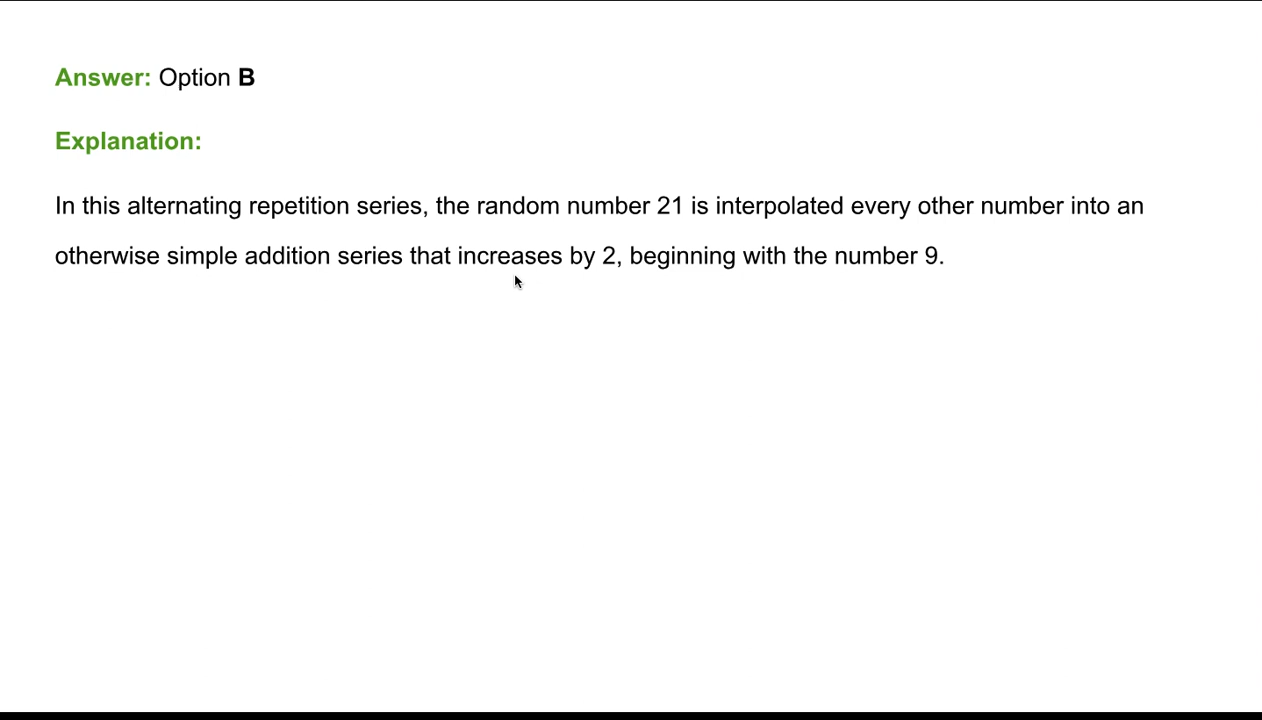 Answer: Option B
Explanation:
In this alternating repetition series, the random number 21 is interpolated every other number into an
otherwise simple addition series that increases by 2, beginning with the number 9.